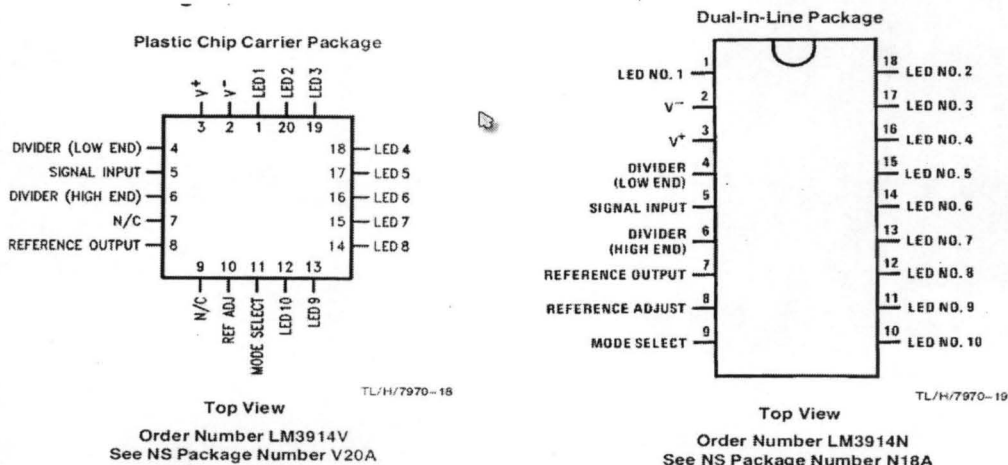 Plastic Chip Carrier Package
V+
V−
LED 1
LED 2
LED 3
3 2 1 20 19
DIVIDER (LOW END) 4
SIGNAL INPUT 5
DIVIDER (HIGH END) 6
N/C 7
REFERENCE OUTPUT 8
18 LED 4
17 LED 5
16 LED 6
15 LED 7
14 LED 8
9 10 11 12 13
N/C
REF ADJ
MODE SELECT
LED 10
LED 9
TL/H/7970-18
Top View
Order Number LM3914V
See NS Package Number V20A
Dual-In-Line Package
LED NO. 1 1
V− 2
V+ 3
DIVIDER 4
(LOW END)
SIGNAL INPUT 5
DIVIDER 6
(HIGH END)
REFERENCE OUTPUT 7
REFERENCE ADJUST 8
MODE SELECT 9
18 LED NO. 2
17 LED NO. 3
16 LED NO. 4
15 LED NO. 5
14 LED NO. 6
13 LED NO. 7
12 LED NO. 8
11 LED NO. 9
10 LED NO. 10
TL/H/7970-19
Top View
Order Number LM3914N
See NS Package Number N18A